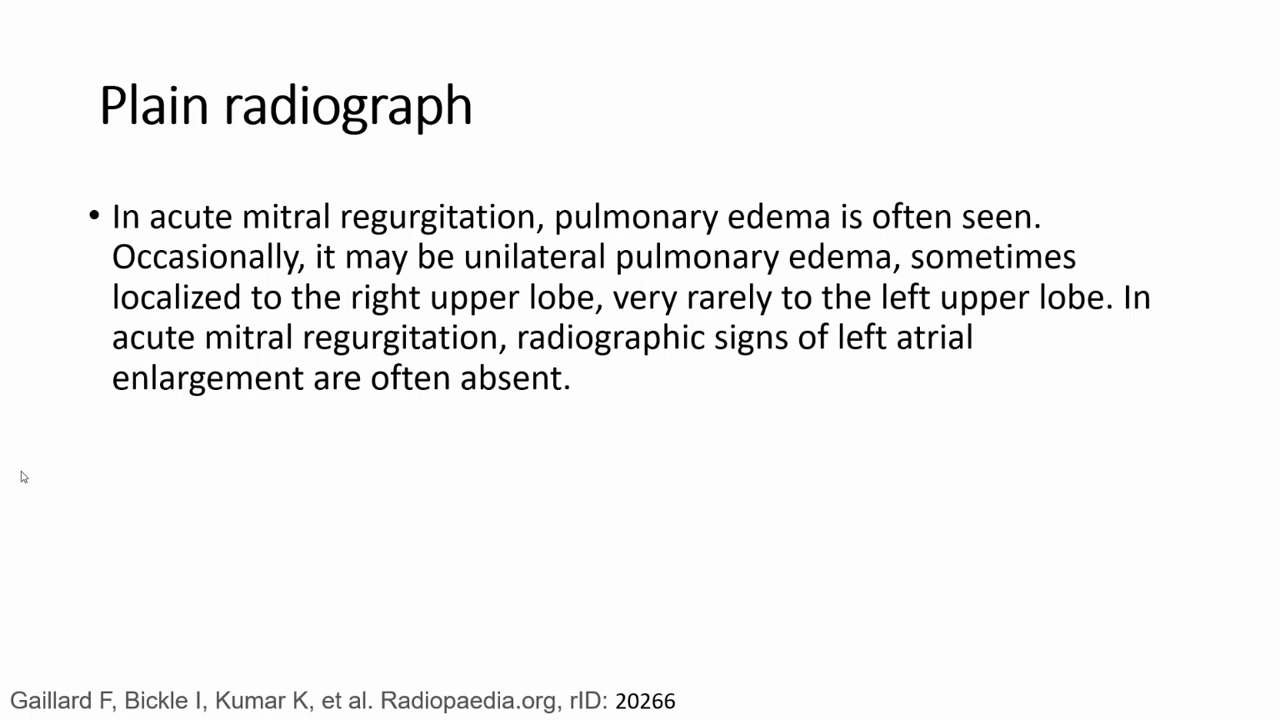 Plain radiograph
• In acute mitral regurgitation, pulmonary edema is often seen.
Occasionally, it may be unilateral pulmonary edema, sometimes
localized to the right upper lobe, very rarely to the left upper lobe. In
acute mitral regurgitation, radiographic signs of left atrial
enlargement are often absent.
Gaillard F, Bickle I, Kumar K, et al. Radiopaedia.org, rID: 20266